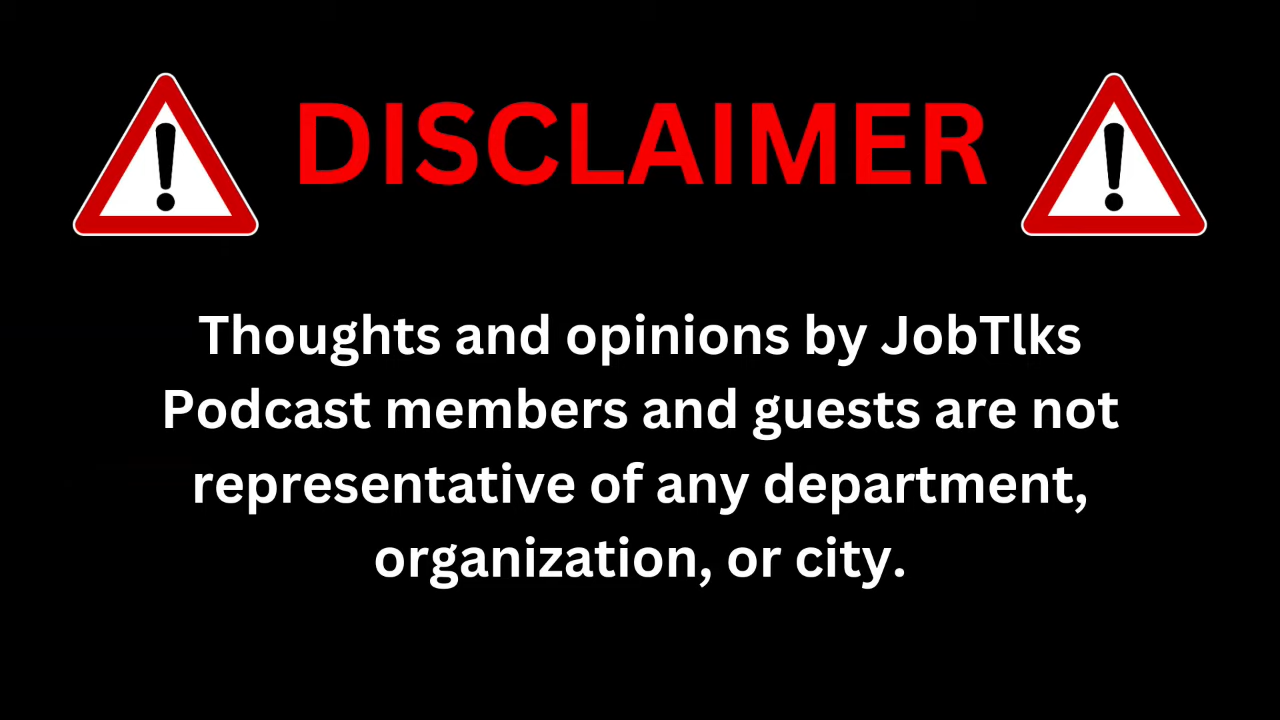 DISCLAIMER
Thoughts and opinions by JobTlks
Podcast members and guests are not
representative of any department,
organization, or city.